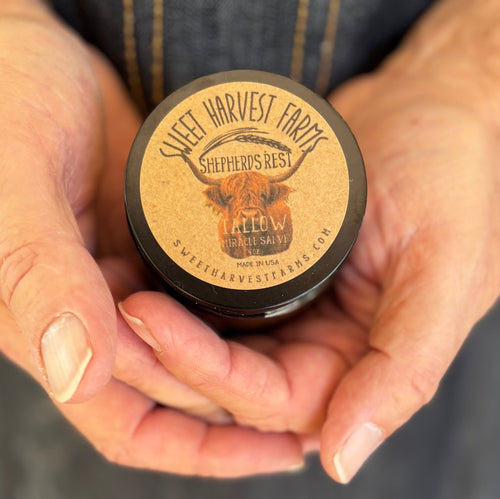 SWEET HARVEST FARMS
SHEPHERDS REST
TALLOW
MIRACLE SALVE
MADE IN USA
SWEETHARVESTFARMS.COM